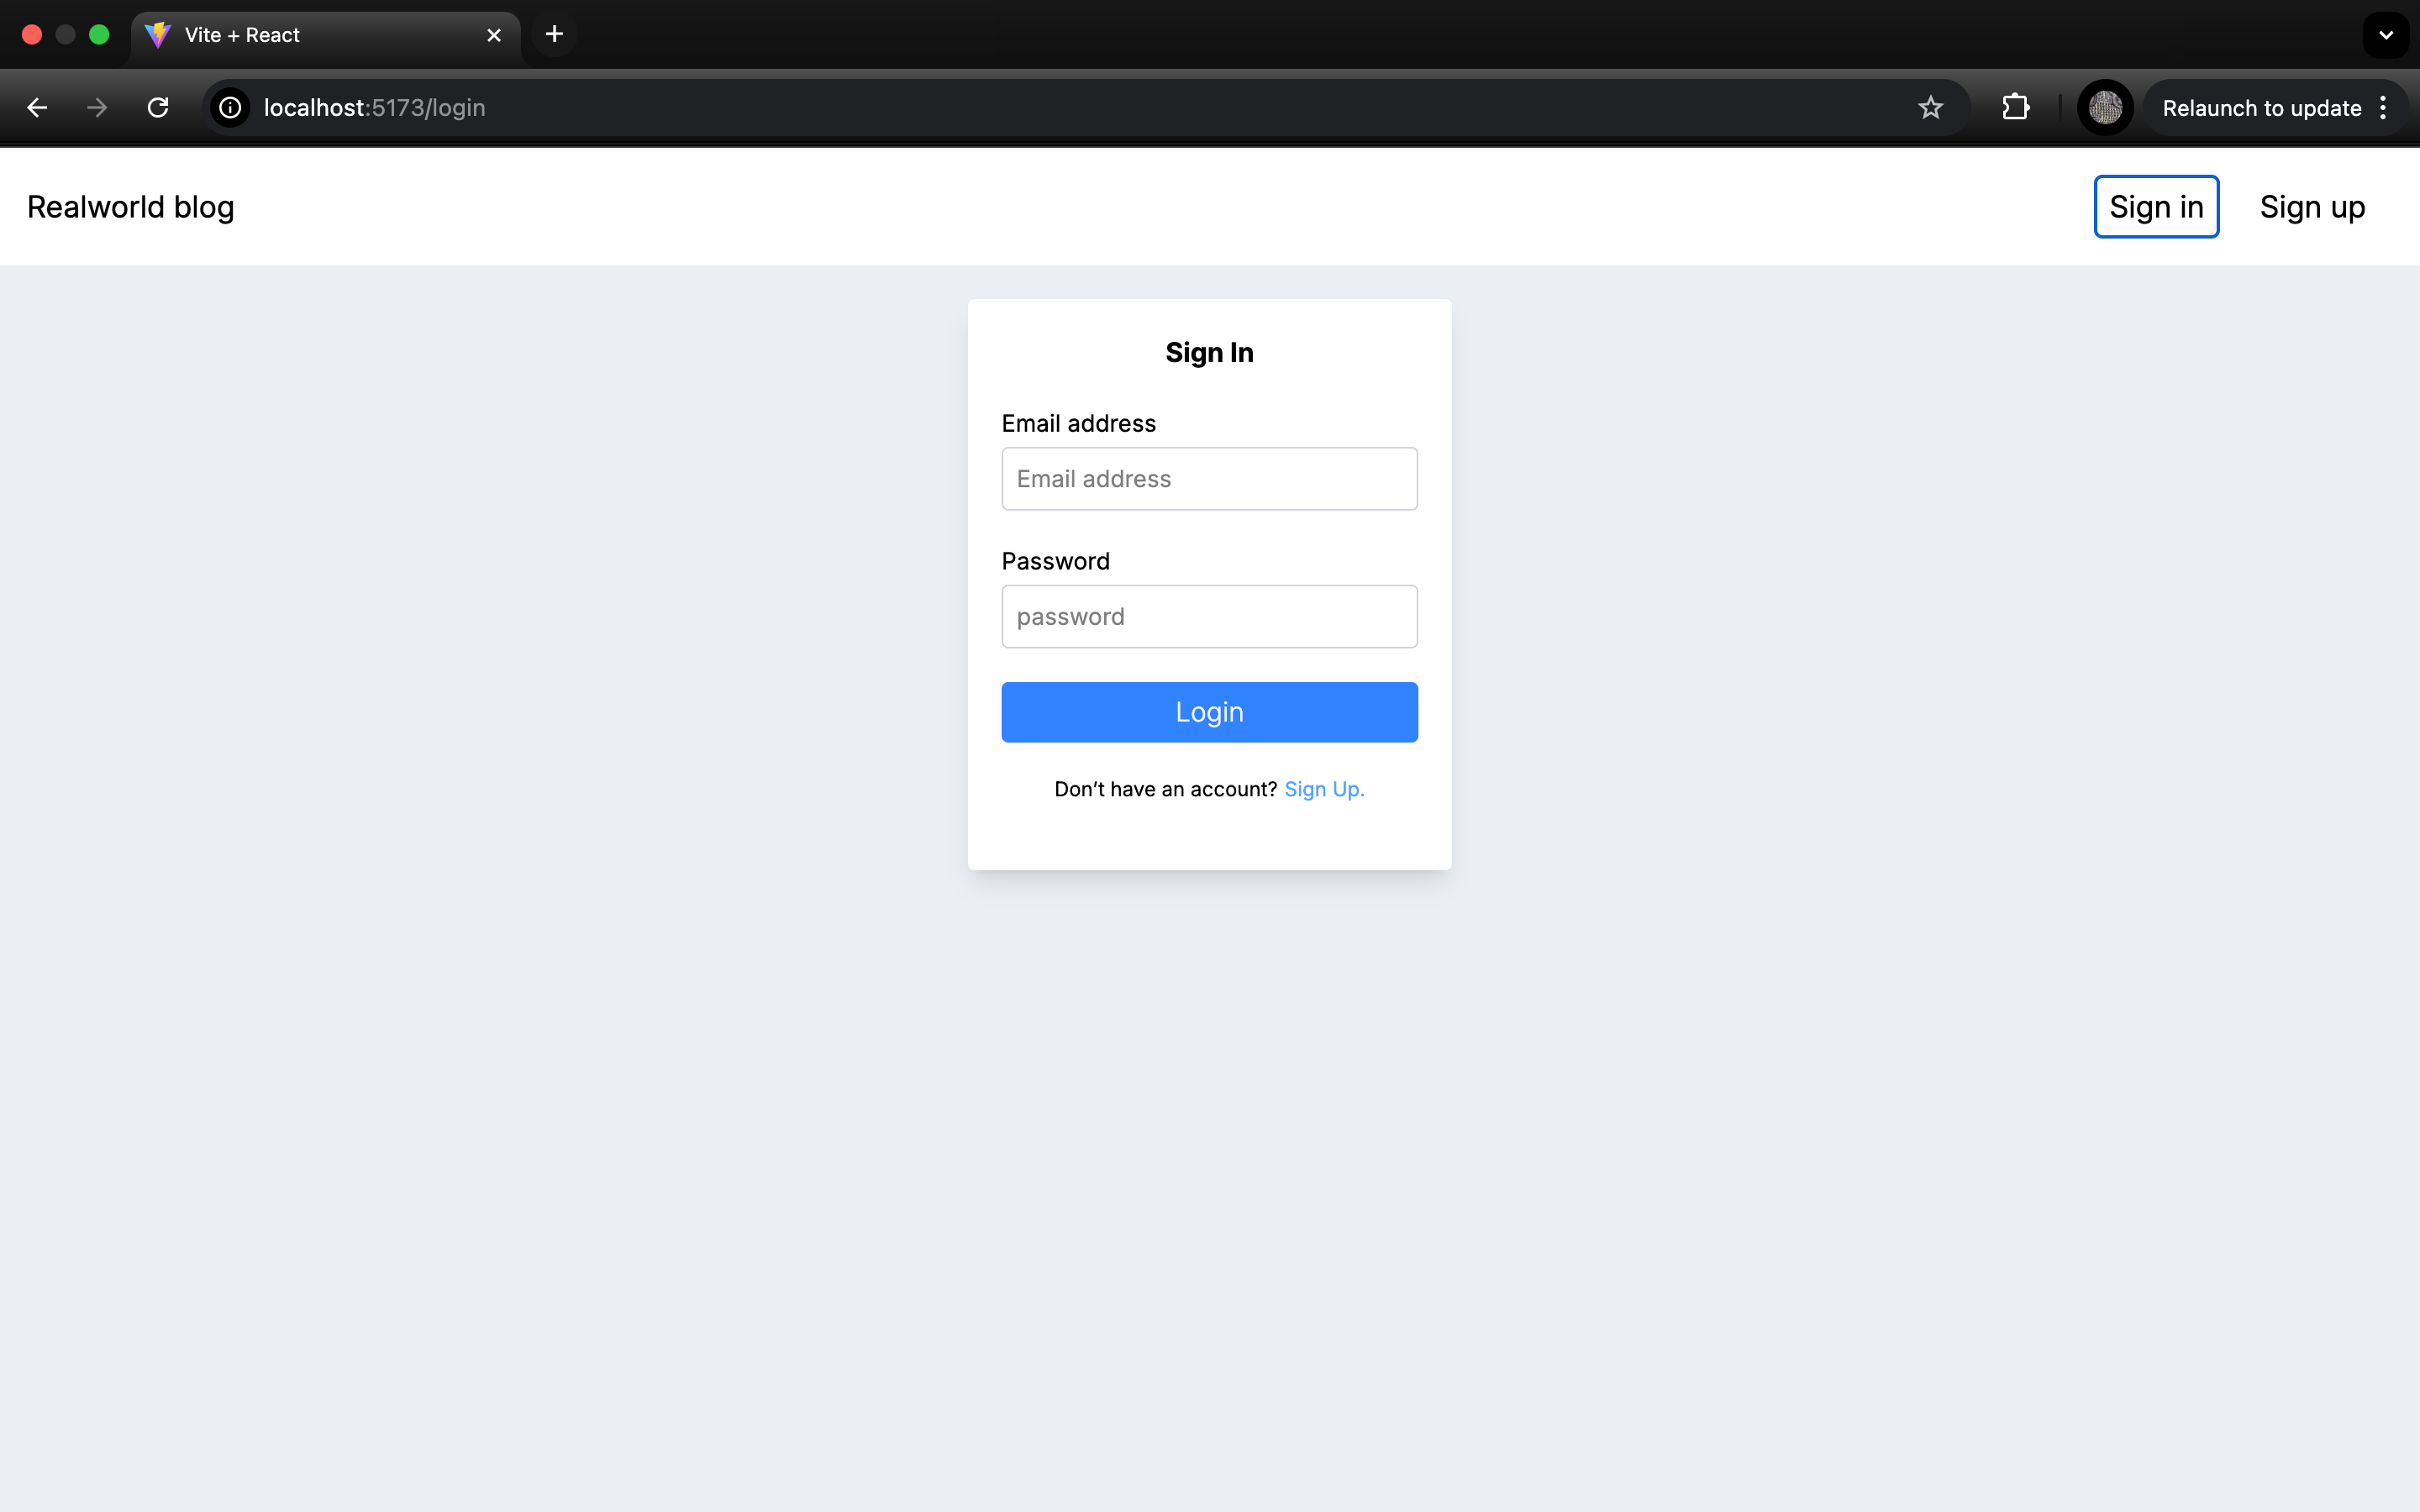 Vite + React
localhost:5173/login
Relaunch to update
Realworld blog
Sign in
Sign up
Sign In
Email address
Email address
Password
password
Login
Don’t have an account? Sign Up.